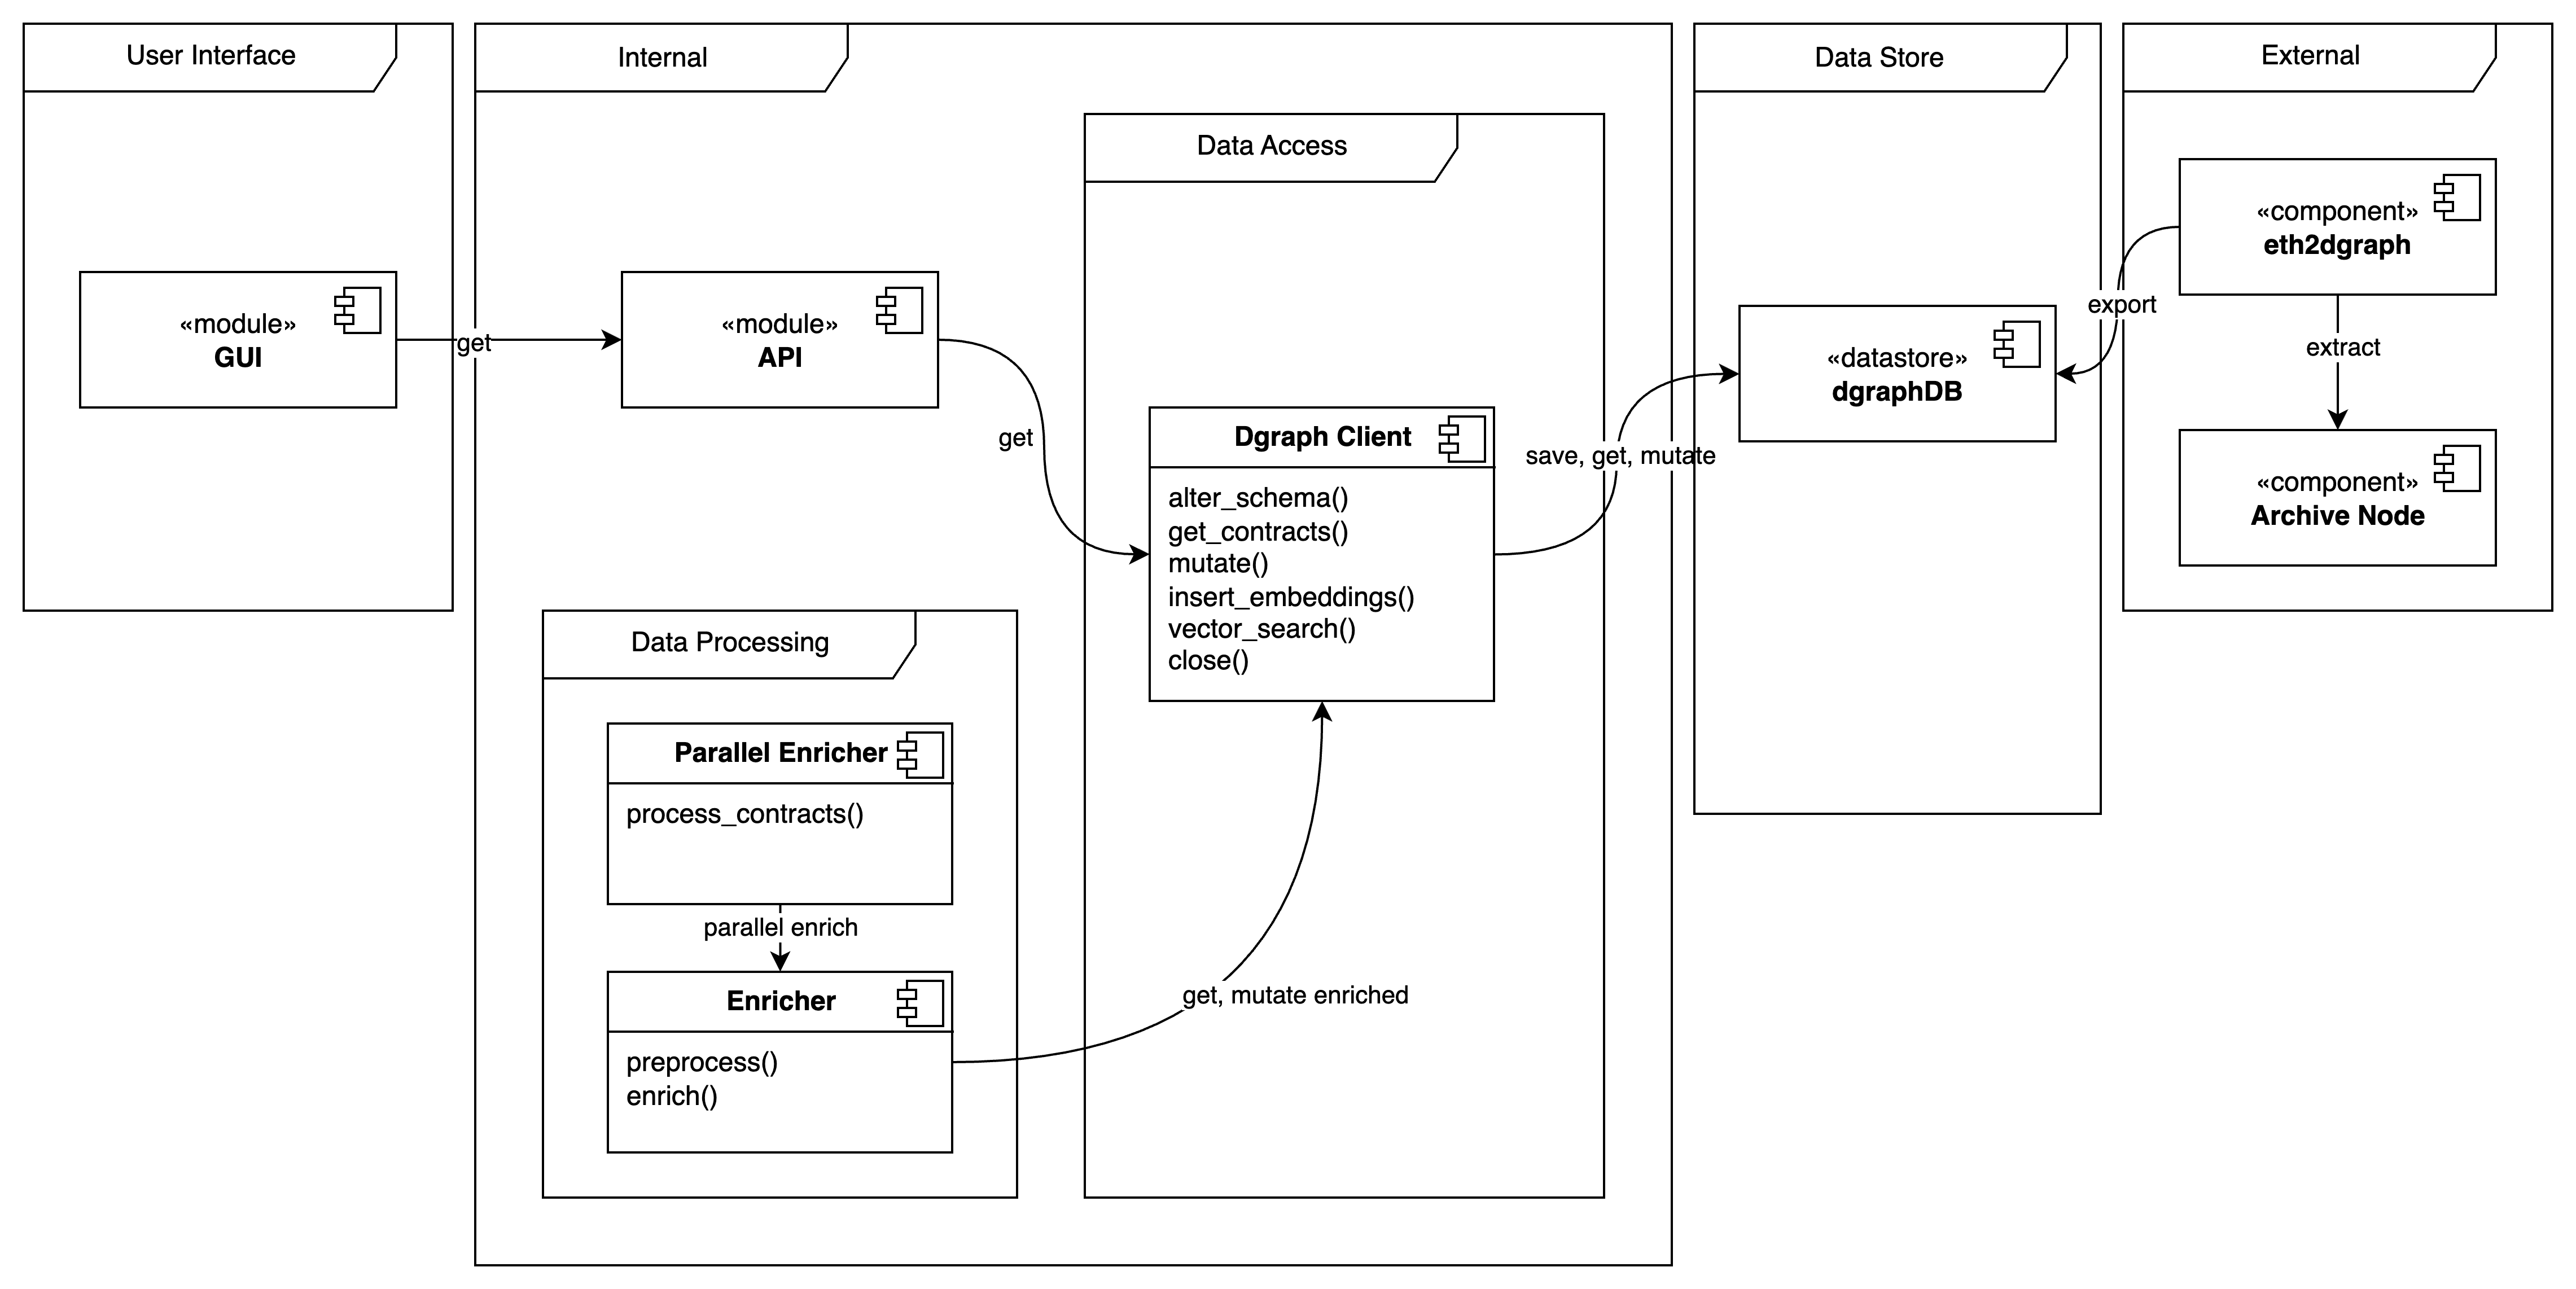 User Interface
«module»
GUI
get
Internal
«module»
API
get
Data Processing
Parallel Enricher
process_contracts()
parallel enrich
Enricher
preprocess()
enrich()
get, mutate enriched
Data Access
Dgraph Client
alter_schema()
get_contracts()
mutate()
insert_embeddings()
vector_search()
close()
save, get, mutate
Data Store
«datastore»
dgraphDB
export
External
«component»
eth2dgraph
extract
«component»
Archive Node